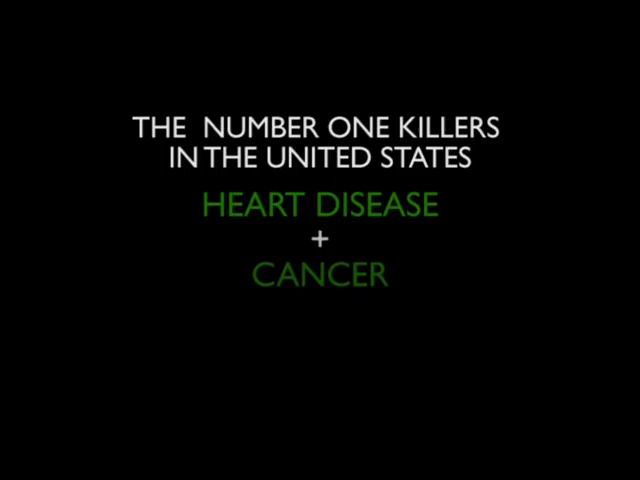 THE NUMBER ONE KILLERS
IN THE UNITED STATES
HEART DISEASE
+
CANCER